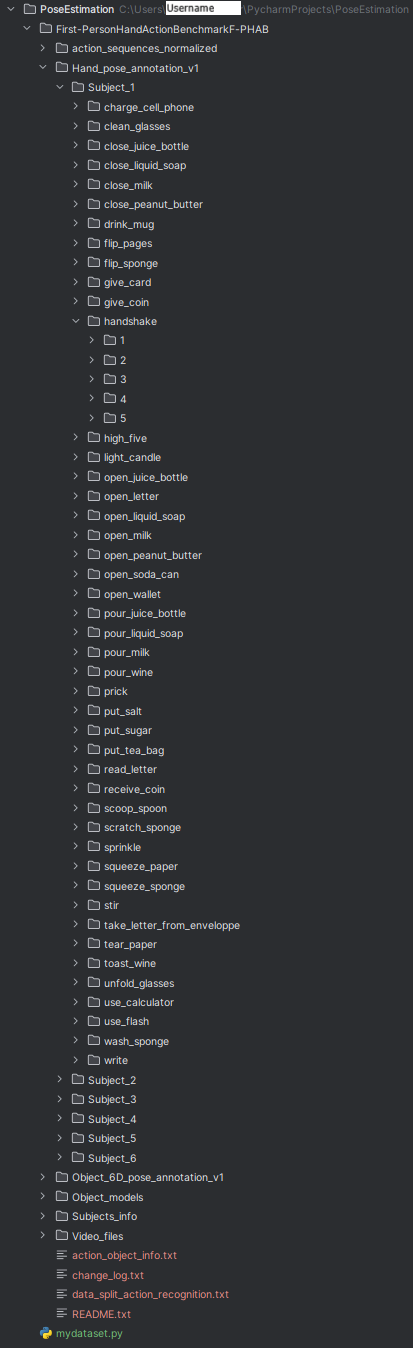 PoseEstimation C:\Users\ Username \PycharmProjects\PoseEstimation
First-PersonHandActionBenchmarkF-PHAB
action_sequences_normalized
Hand_pose_annotation_v1
Subject_1
charge_cell_phone
clean_glasses
close_juice_bottle
close_liquid_soap
close_milk
close_peanut_butter
drink_mug
flip_pages
flip_sponge
give_card
give_coin
handshake
1
2
3
4
5
high_five
light_candle
open_juice_bottle
open_letter
open_liquid_soap
open_milk
open_peanut_butter
open_soda_can
open_wallet
pour_juice_bottle
pour_liquid_soap
pour_milk
pour_wine
prick
put_salt
put_sugar
put_tea_bag
read_letter
receive_coin
scoop_spoon
scratch_sponge
sprinkle
squeeze_paper
squeeze_sponge
stir
take_letter_from_enveloppe
tear_paper
toast_wine
unfold_glasses
use_calculator
use_flash
wash_sponge
write
Subject_2
Subject_3
Subject_4
Subject_5
Subject_6
Object_6D_pose_annotation_v1
Object_models
Subjects_info
Video_files
action_object_info.txt
change_log.txt
data_split_action_recognition.txt
README.txt
mydataset.py